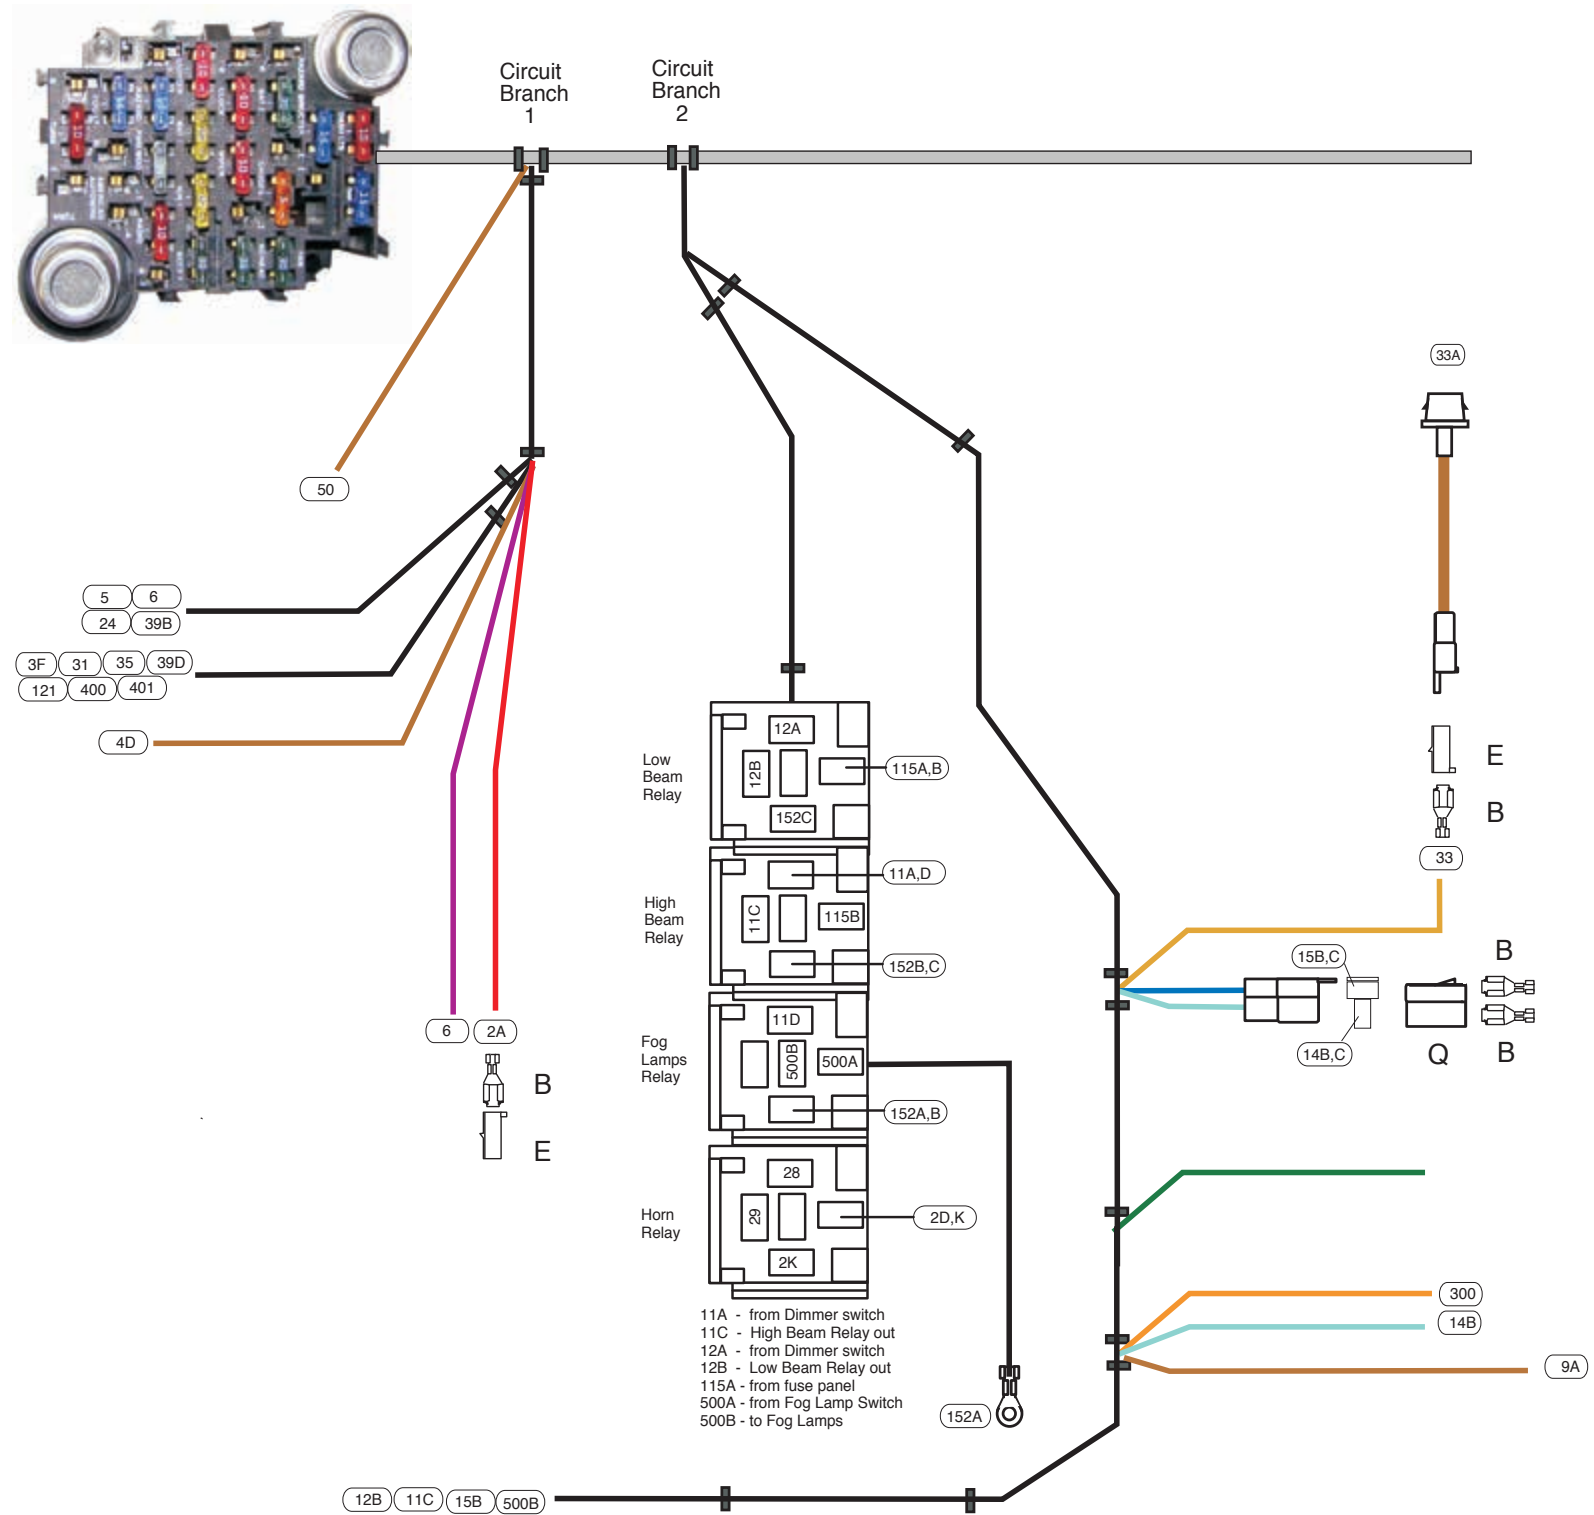 Circuit
Branch
1
Circuit
Branch
2
33A
50
5 6
24 39B
3F 31 35 39D
121 400 401
4D
E
B
33
Low
Beam
Relay
12A
12B
115A,B
152C
High
Beam
Relay
11A,D
11C
115B
152B,C
15B,C
B
14B,C
Q
B
6
2A
B
E
Fog
Lamps
Relay
11D
500B
500A
152A,B
Horn
Relay
28
29
2D,K
2K
300
14B
9A
11A - from Dimmer switch
11C - High Beam Relay out
12A - from Dimmer switch
12B - Low Beam Relay out
115A - from fuse panel
500A - from Fog Lamp Switch
500B - to Fog Lamps
152A
12B 11C 15B 500B